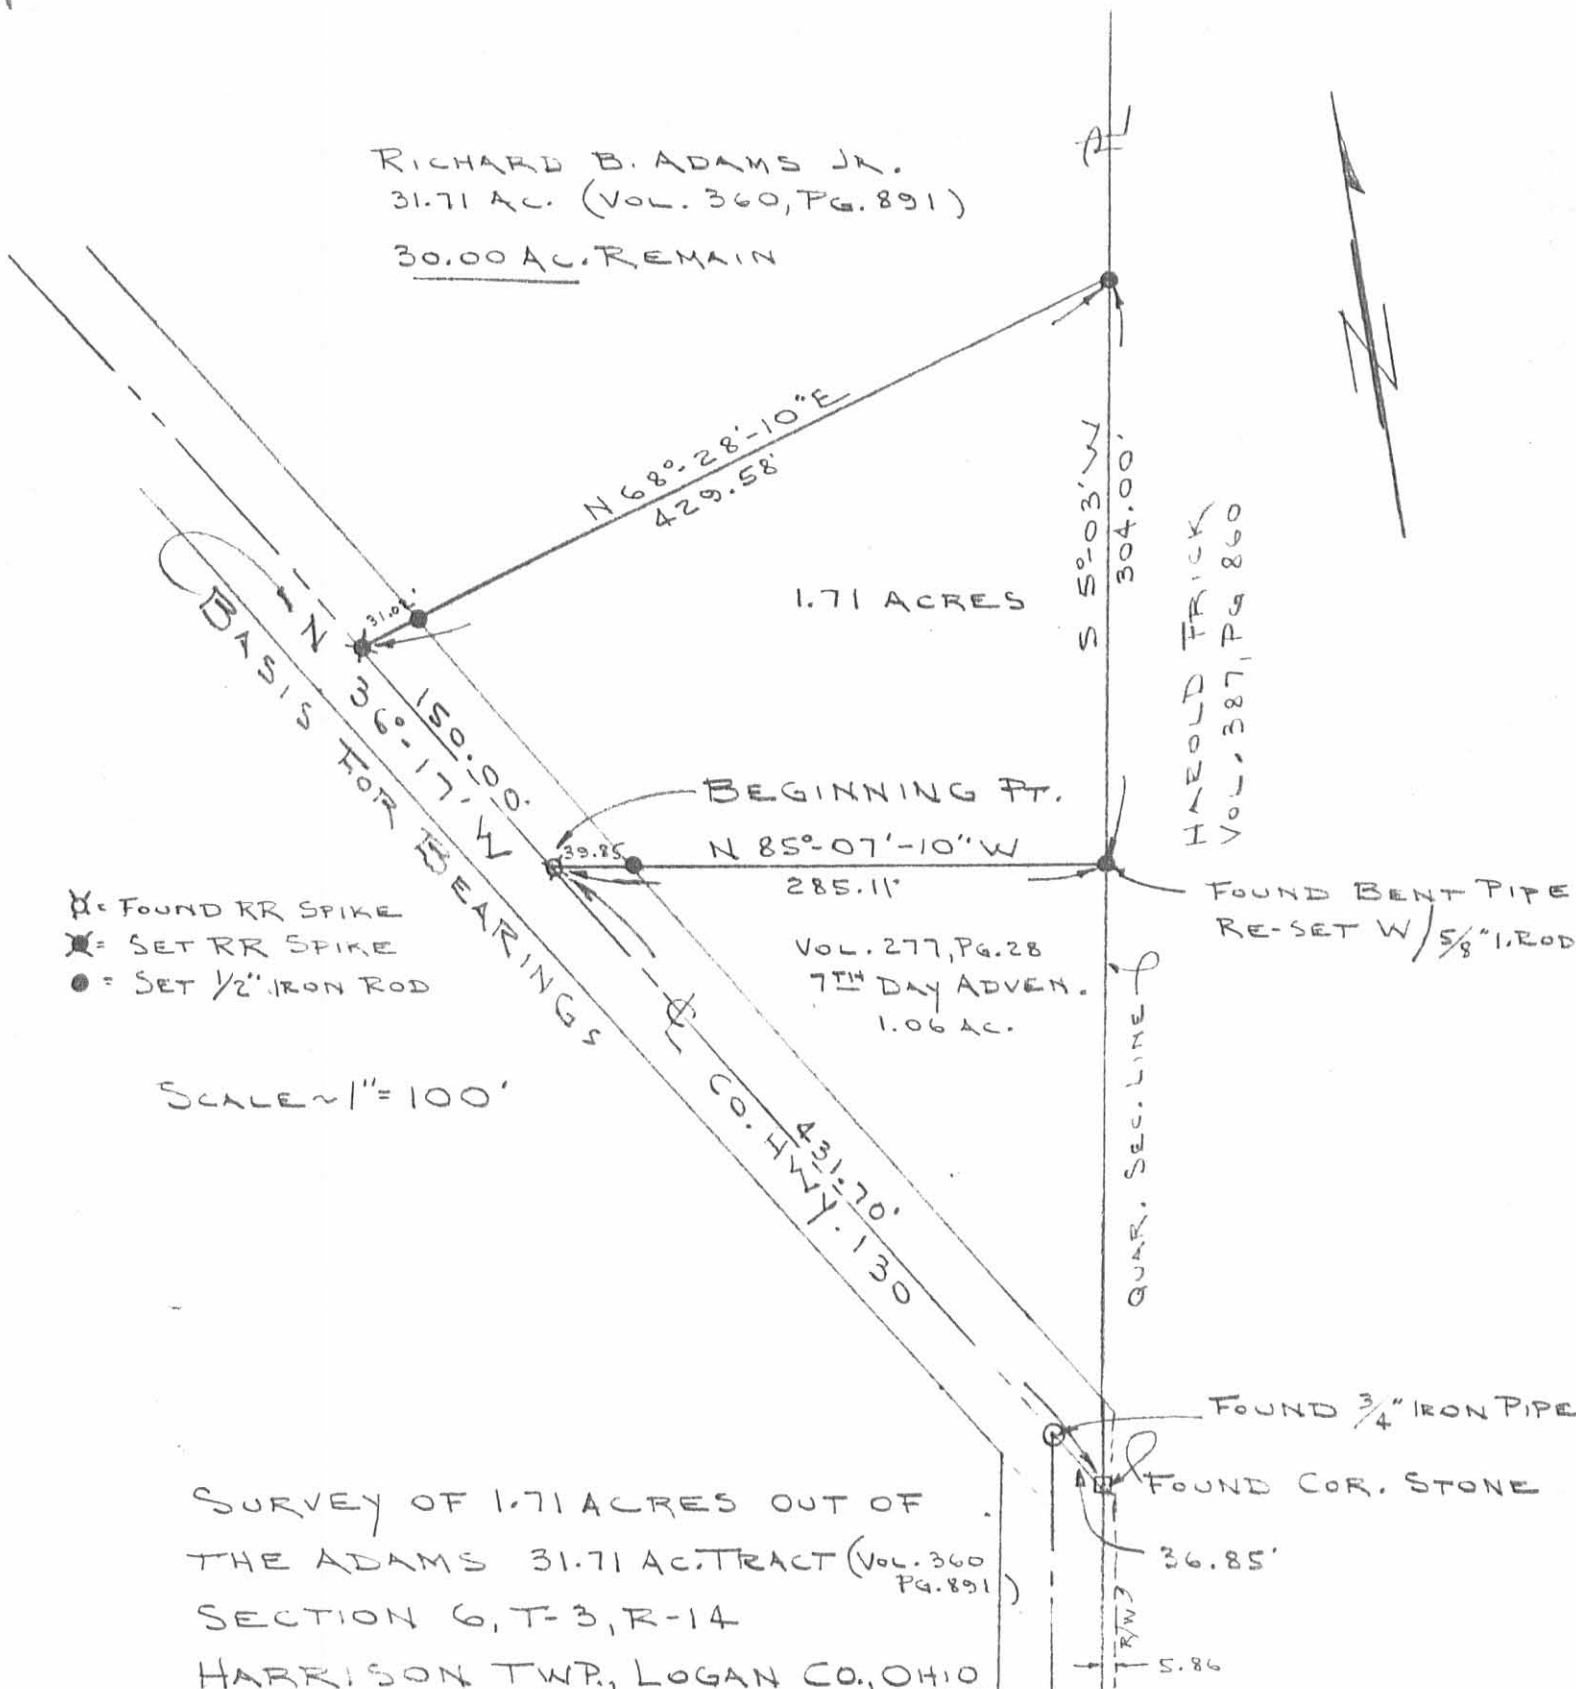 RICHARD B. ADAMS JR.
31.71 AC. (VOL. 360, PG. 891)
30.00 AC. REMAIN
N 68°-28'-10"E
429.58'
S 5°-03'W
304.00'
HAROLD FRICK
VOL. 387, PG 860
1.71 ACRES
31.02'
N 36°-17' W
150.00'
BASIS FOR BEARINGS
BEGINNING PT.
39.85
N 85°-07'-10"W
285.11'
FOUND BENT PIPE
RE-SET W/ 5/8" I. ROD
= FOUND RR SPIKE
= SET RR SPIKE
= SET 1/2" IRON ROD
VOL. 277, PG. 28
7TH DAY ADVEN.
1.06 AC.
SCALE ~ 1" = 100'
CO. HWY. 130
431.70'
QUAR. SEC. LINE
FOUND 3/4" IRON PIPE
FOUND COR. STONE
36.85'
R/W
5.86
SURVEY OF 1.71 ACRES OUT OF
THE ADAMS 31.71 AC. TRACT (VOL. 360
PG. 891)
SECTION 6, T-3, R-14
HARRISON TWP., LOGAN CO., OHIO